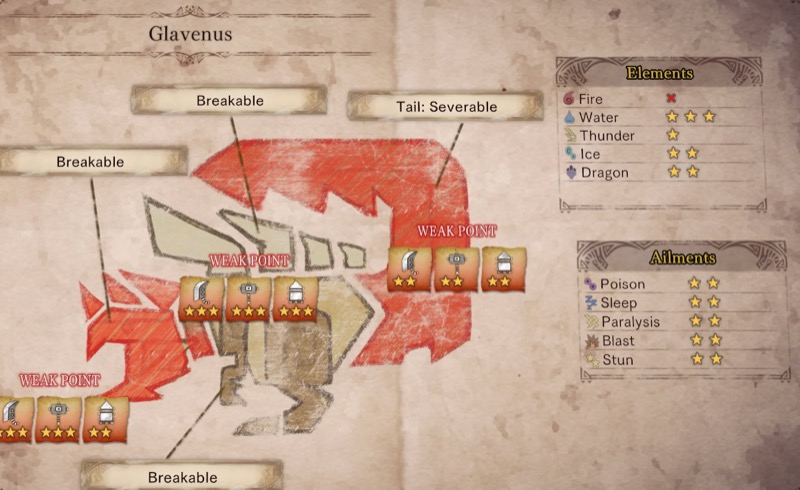 Glavenus
Breakable
Tail: Severable
Breakable
WEAK POINT
WEAK POINT
WEAK POINT
Breakable
Elements
Fire
Water
Thunder
Ice
Dragon
Ailments
Poison
Sleep
Paralysis
Blast
Stun